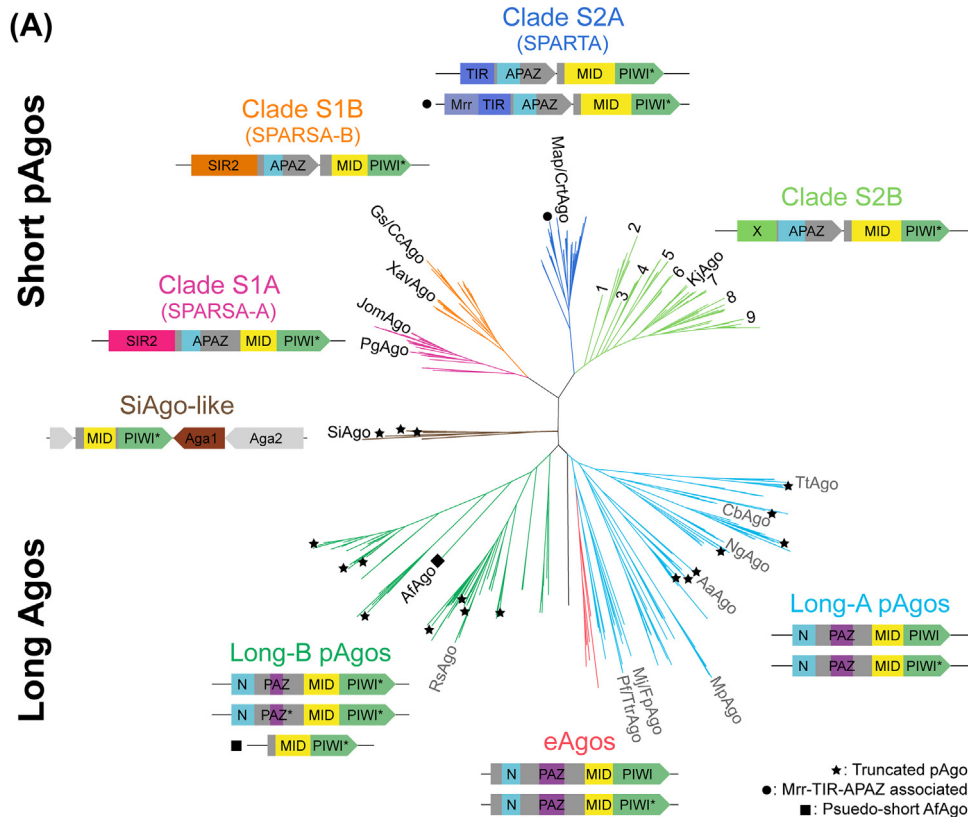 (A)
Short pAgos
Long Agos
Clade S2A
(SPARTA)
TIR APAZ MID PIWI*
Mrr TIR APAZ MID PIWI*
Clade S1B
(SPARSA-B)
SIR2 APAZ MID PIWI*
Clade S2B
X APAZ MID PIWI*
Clade S1A
(SPARSA-A)
SIR2 APAZ MID PIWI*
SiAgo-like
MID PIWI* Aga1 Aga2
Map/CrtAgo
Gs/CcAgo
XavAgo
JomAgo
PgAgo
SiAgo
1
2
3
4
5
6
KjAgo
7
8
9
TtAgo
CbAgo
NgAgo
AaAgo
MpAgo
Mj/FpAgo
Pf/TtrAgo
AfAgo
RsAgo
Long-A pAgos
N PAZ MID PIWI
N PAZ MID PIWI*
Long-B pAgos
N PAZ MID PIWI*
N PAZ* MID PIWI*
MID PIWI*
eAgos
N PAZ MID PIWI
N PAZ MID PIWI*
★: Truncated pAgo
●: Mrr-TIR-APAZ associated
■: Psuedo-short AfAgo